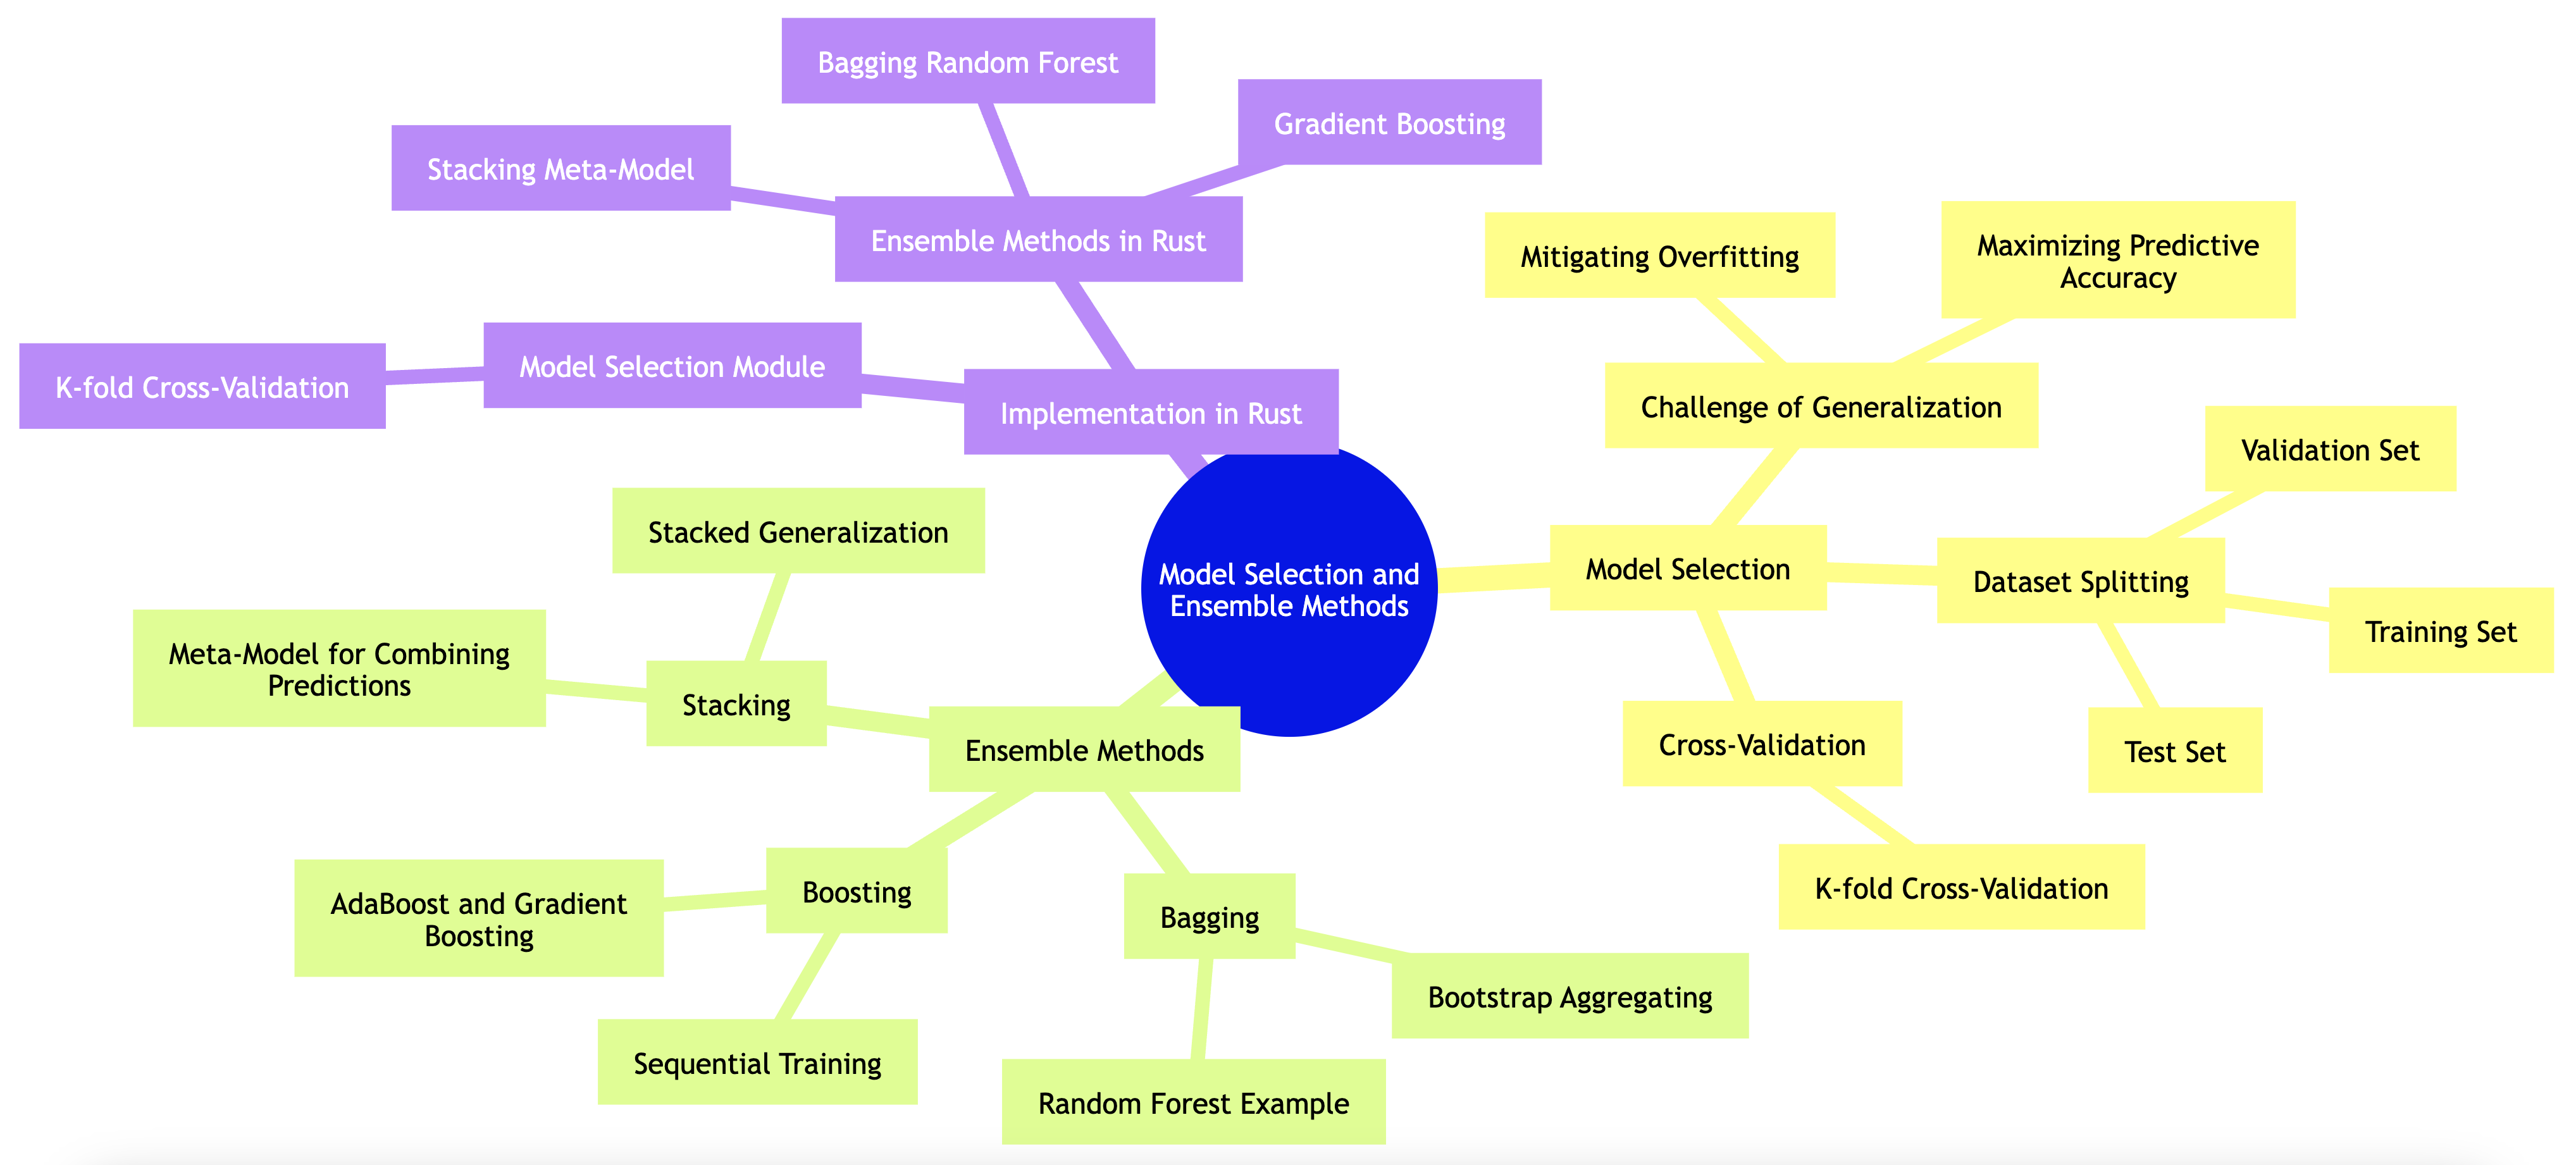 Bagging Random Forest
Gradient Boosting
Stacking Meta-Model
Ensemble Methods in Rust
Mitigating Overfitting
Maximizing Predictive
Accuracy
K-fold Cross-Validation
Model Selection Module
Implementation in Rust
Challenge of Generalization
Validation Set
Stacked Generalization
Model Selection and
Ensemble Methods
Model Selection
Dataset Splitting
Training Set
Meta-Model for Combining
Predictions
Stacking
Ensemble Methods
Cross-Validation
Test Set
AdaBoost and Gradient
Boosting
Boosting
Bagging
K-fold Cross-Validation
Bootstrap Aggregating
Sequential Training
Random Forest Example